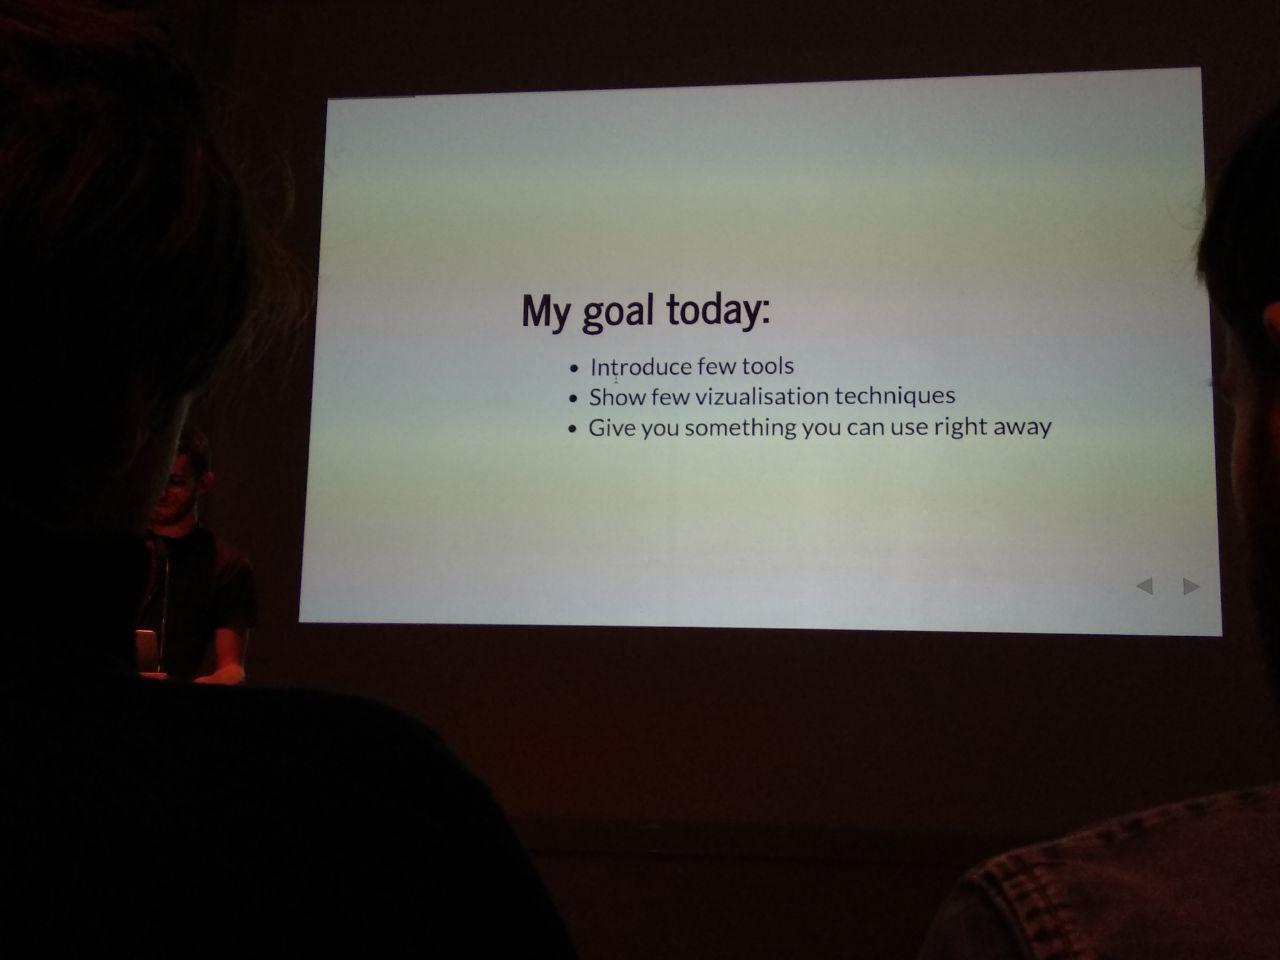 My goal today:
Introduce few tools
Show few vizualisation techniques
Give you something you can use right away